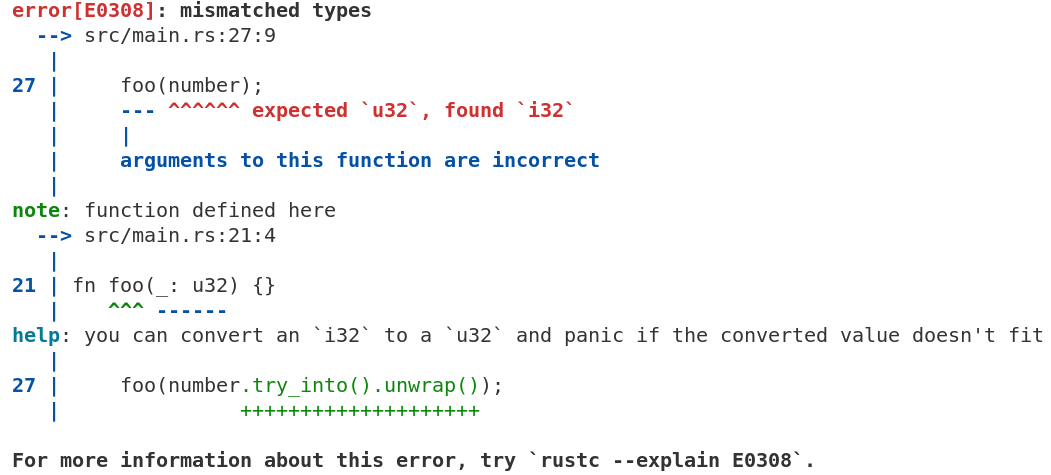 error[E0308]: mismatched types
  --> src/main.rs:27:9
   |
27 |     foo(number);
   |     --- ^^^^^^ expected `u32`, found `i32`
   |     |
   |     arguments to this function are incorrect
   |
note: function defined here
  --> src/main.rs:21:4
   |
21 | fn foo(_: u32) {}
   |    ^^^ ------
help: you can convert an `i32` to a `u32` and panic if the converted value doesn't fit
   |
27 |     foo(number.try_into().unwrap());
   |               ++++++++++++++++++++

For more information about this error, try `rustc --explain E0308`.